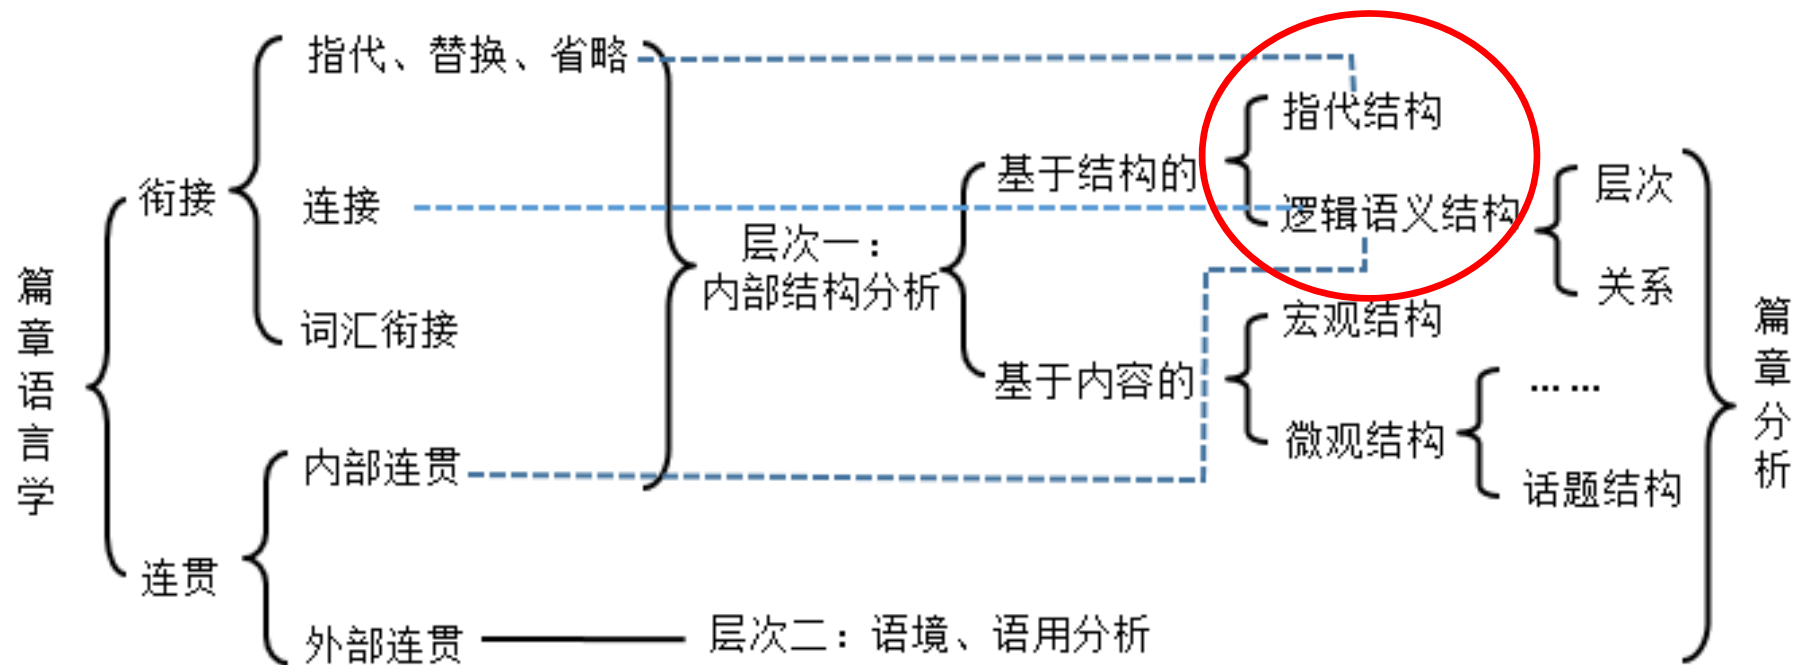 篇章语言学
衔接
指代、替换、省略
连接
词汇衔接
连贯
内部连贯
外部连贯
层次一：
内部结构分析
层次二：语境、语用分析
基于结构的
指代结构
逻辑语义结构
层次
关系
基于内容的
宏观结构
微观结构
……
话题结构
篇章分析